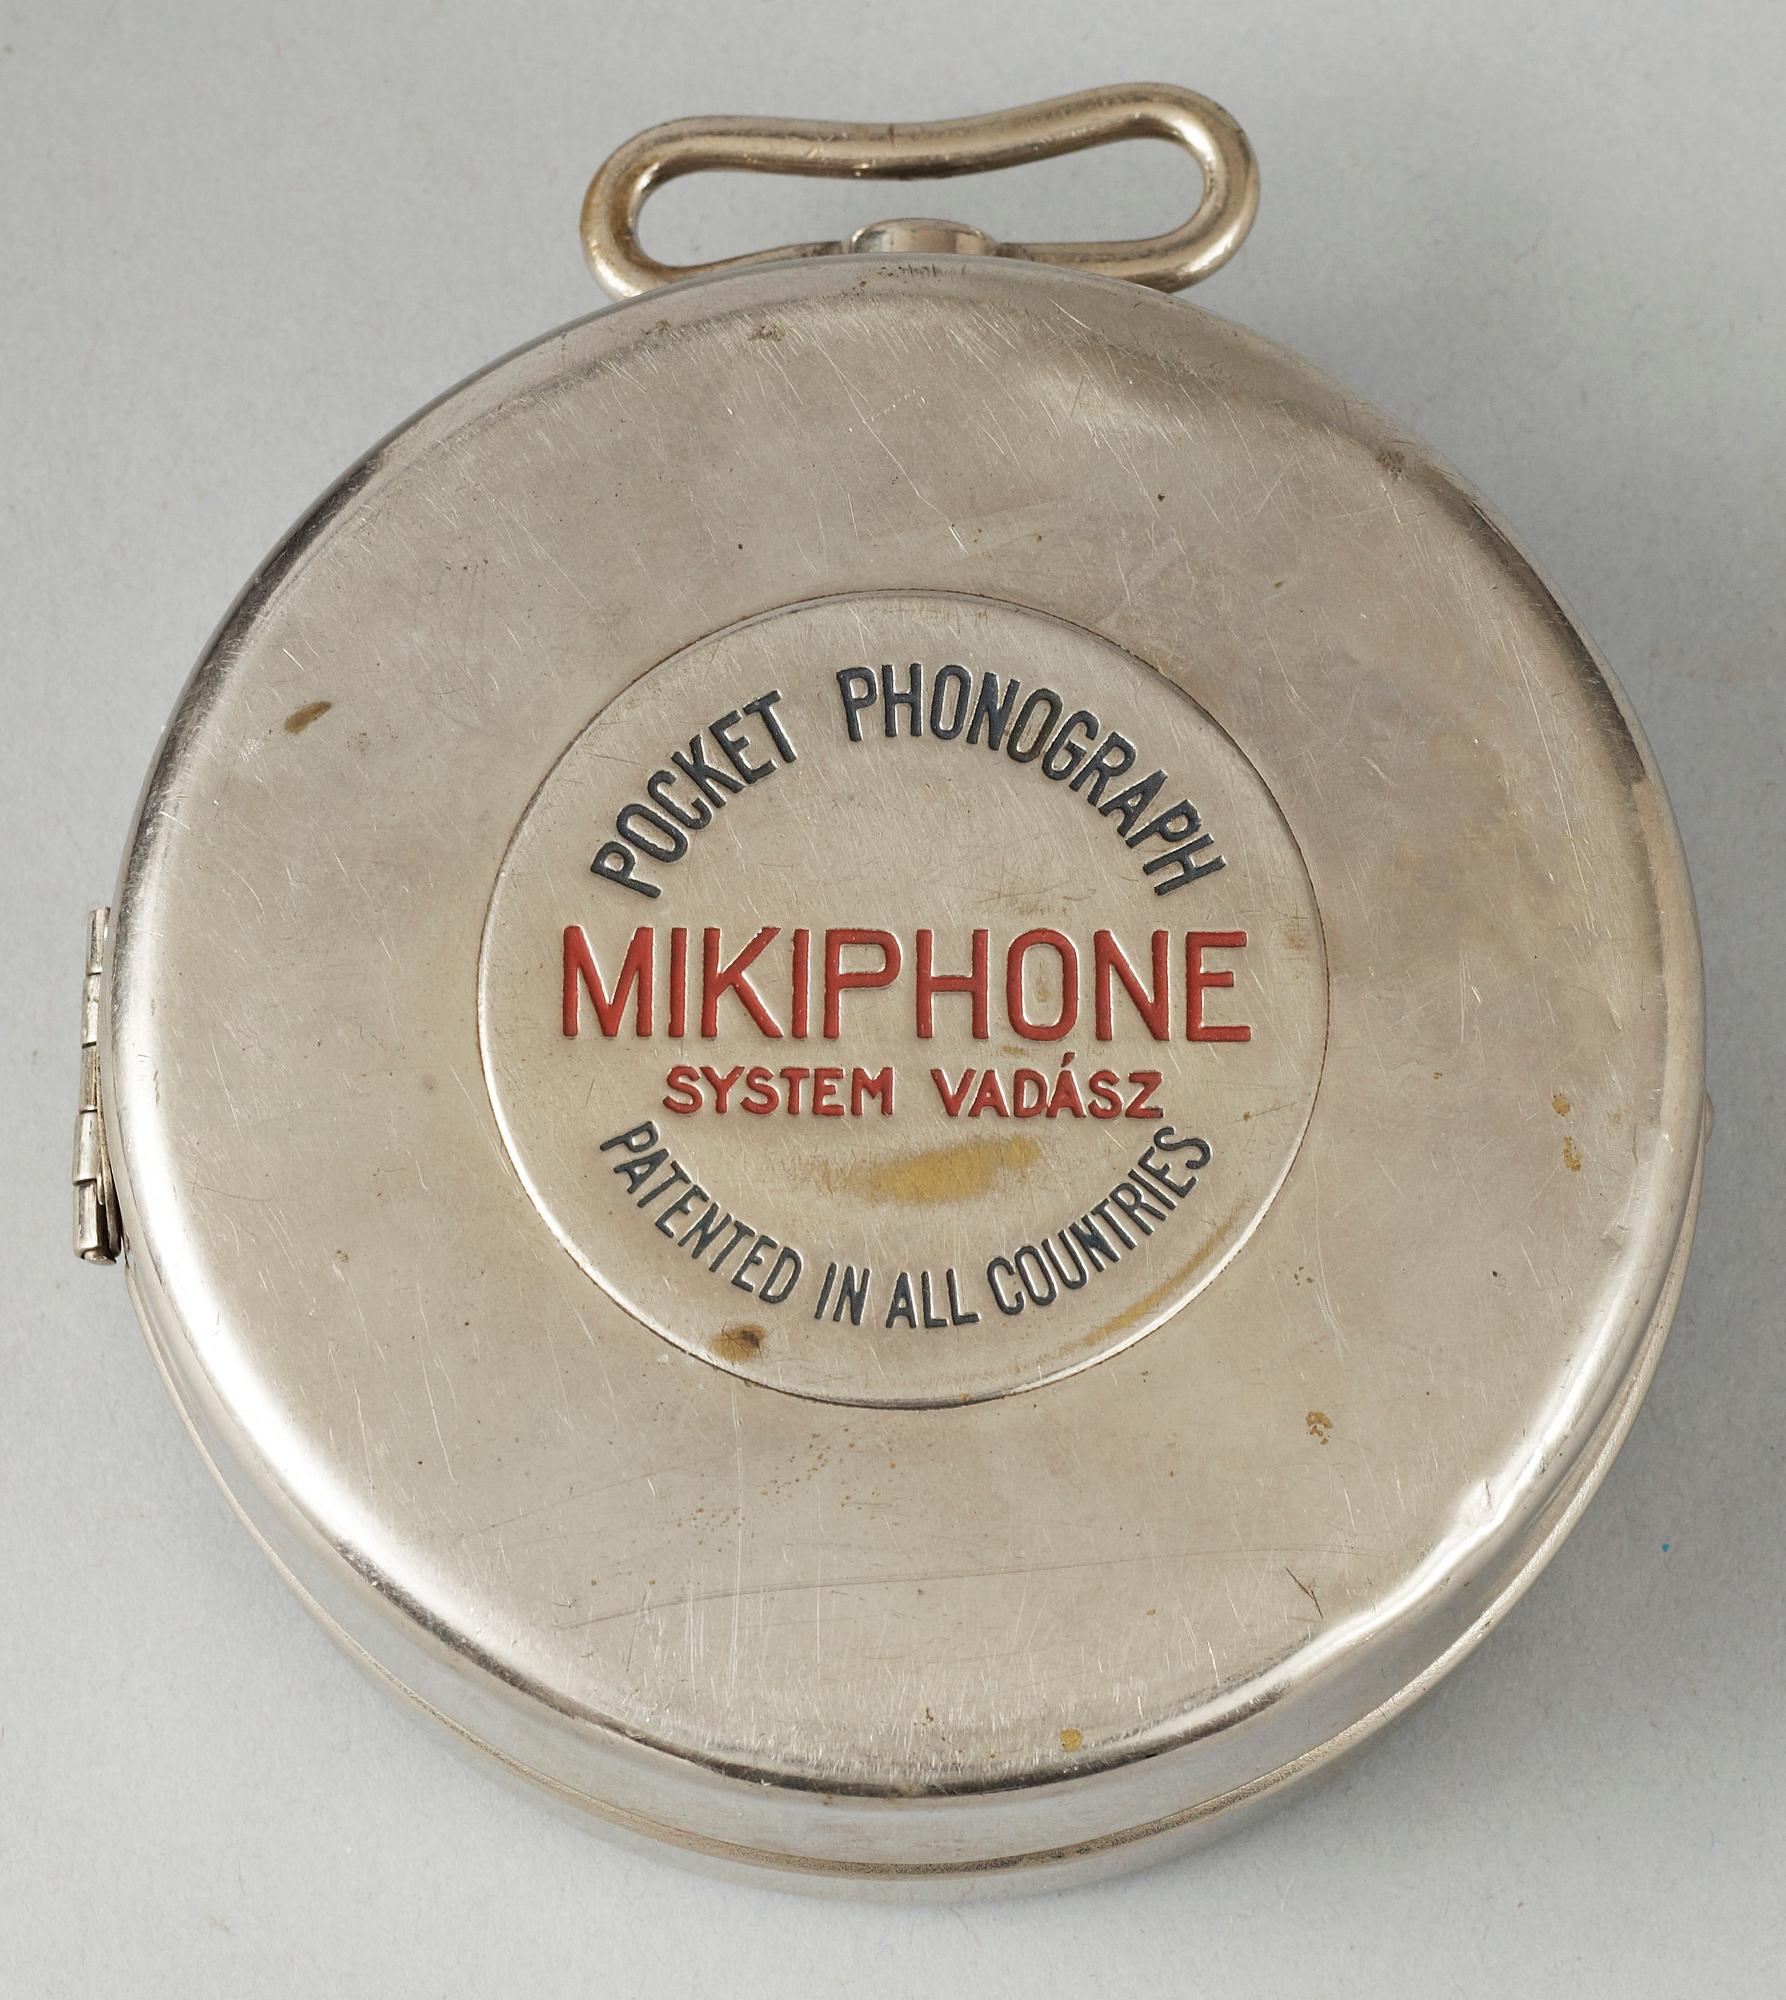 POCKET PHONOGRAPH
MIKIPHONE
SYSTEM VADÁSZ
PATENTED IN ALL COUNTRIES